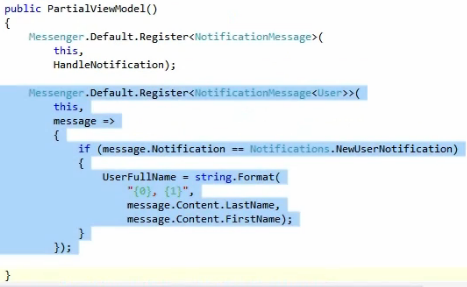 public PartialViewModel()
{
    Messenger.Default.Register<NotificationMessage>(
        this,
        HandleNotification);

    Messenger.Default.Register<NotificationMessage<User>>(
        this,
        message =>
        {
            if (message.Notification == Notifications.NewUserNotification)
            {
                UserFullName = string.Format(
                    "{0}, {1}",
                    message.Content.LastName,
                    message.Content.FirstName);
            }
        });

}